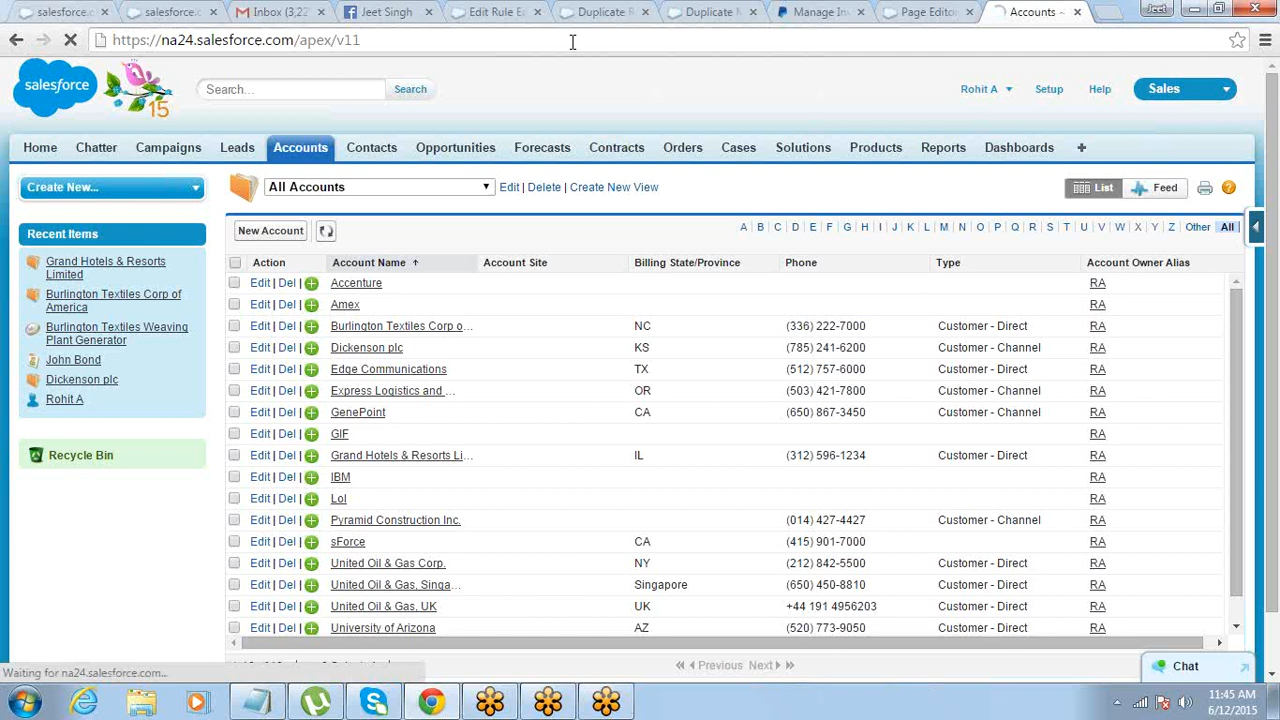 salesforce.
salesforce.c
Inbox (3,22
Jeet Singh
Edit Rule E
Duplicate R
Duplicate M
Manage Inv
Page Editor
Accounts ~
Jeet
https://na24.salesforce.com/apex/v11
salesforce
15
Search...
Search
Rohit A
Setup
Help
Sales
Home
Chatter
Campaigns
Leads
Accounts
Contacts
Opportunities
Forecasts
Contracts
Orders
Cases
Solutions
Products
Reports
Dashboards
+
Create New...
All Accounts
Edit | Delete | Create New View
List
Feed
Recent Items
Grand Hotels & Resorts
Limited
Burlington Textiles Corp of
America
Burlington Textiles Weaving
Plant Generator
John Bond
Dickenson plc
Rohit A
Recycle Bin
New Account
A B C D E F G H I J K L M N O P Q R S T U V W X Y Z Other All
Action Account Name Account Site Billing State/Province Phone Type Account Owner Alias
Edit | Del | Accenture RA
Edit | Del | Amex RA
Edit | Del | Burlington Textiles Corp o... NC (336) 222-7000 Customer - Direct RA
Edit | Del | Dickenson plc KS (785) 241-6200 Customer - Channel RA
Edit | Del | Edge Communications TX (512) 757-6000 Customer - Direct RA
Edit | Del | Express Logistics and ... OR (503) 421-7800 Customer - Channel RA
Edit | Del | GenePoint CA (650) 867-3450 Customer - Channel RA
Edit | Del | GIF RA
Edit | Del | Grand Hotels & Resorts Li... IL (312) 596-1234 Customer - Direct RA
Edit | Del | IBM RA
Edit | Del | Lol RA
Edit | Del | Pyramid Construction Inc. (014) 427-4427 Customer - Channel RA
Edit | Del | sForce CA (415) 901-7000 RA
Edit | Del | United Oil & Gas Corp. NY (212) 842-5500 Customer - Direct RA
Edit | Del | United Oil & Gas, Singa... Singapore (650) 450-8810 Customer - Direct RA
Edit | Del | United Oil & Gas, UK UK +44 191 4956203 Customer - Direct RA
Edit | Del | University of Arizona AZ (520) 773-9050 Customer - Direct RA
Previous Next
Chat
Waiting for na24.salesforce.com...
11:45 AM
6/12/2015